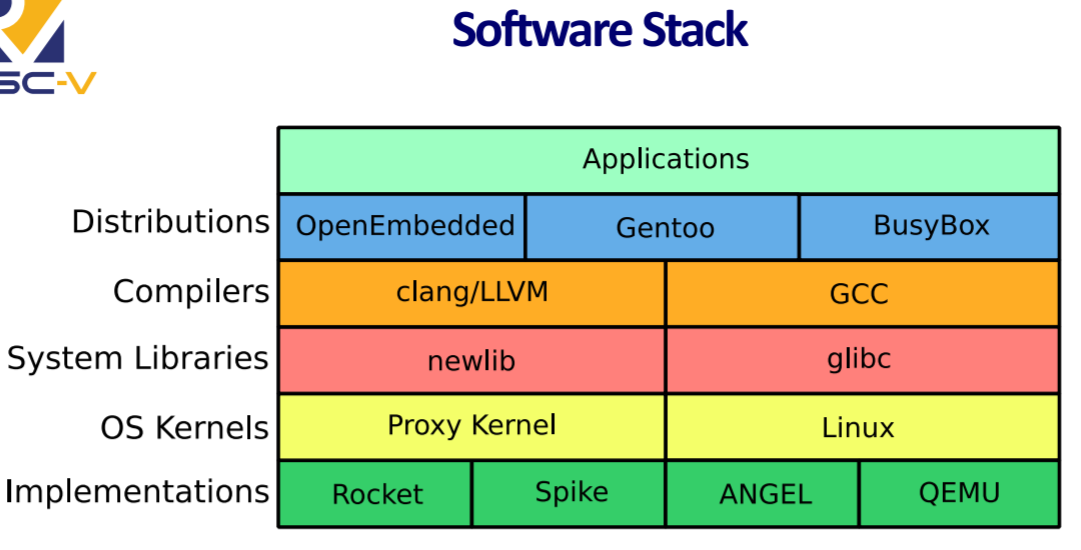 Software Stack
SC-V
Applications
Distributions OpenEmbedded Gentoo BusyBox
Compilers clang/LLVM GCC
System Libraries newlib glibc
OS Kernels Proxy Kernel Linux
Implementations Rocket Spike ANGEL QEMU